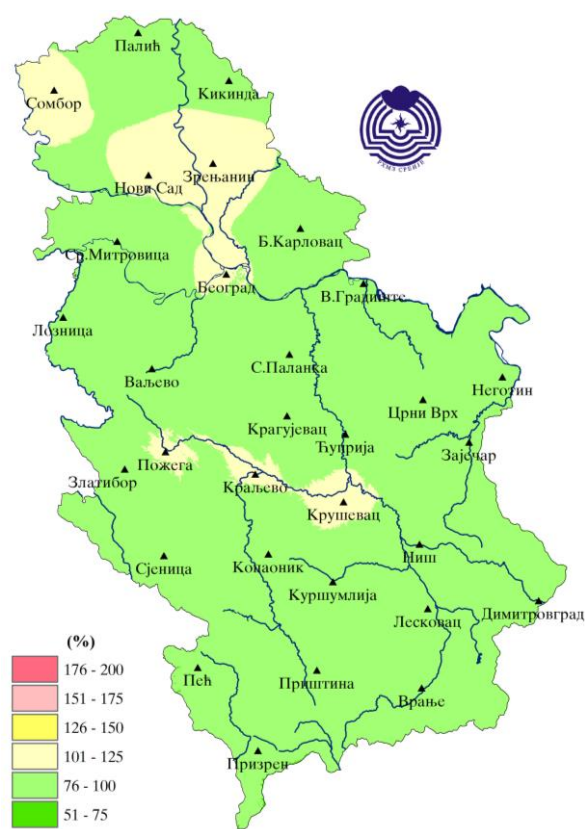 Палић
Кикинда
Сомбор
РХМЗ СРБИЈЕ
Зрењанин
Нови Сад
Б.Карловац
Ср.Митровица
Београд
В.Градиште
Лозница
С.Паланка
Ваљево
Неготин
Црни Врх
Крагујевац
Ћуприја
Зајечар
Пожега
Златибор
Краљево
Крушевац
Ниш
Копаоник
Сјеница
Куршумлија
Димитровград
Лесковац
(%)
176 - 200
Пећ
Приштина
Врање
151 - 175
126 - 150
101 - 125
Призрен
76 - 100
51 - 75